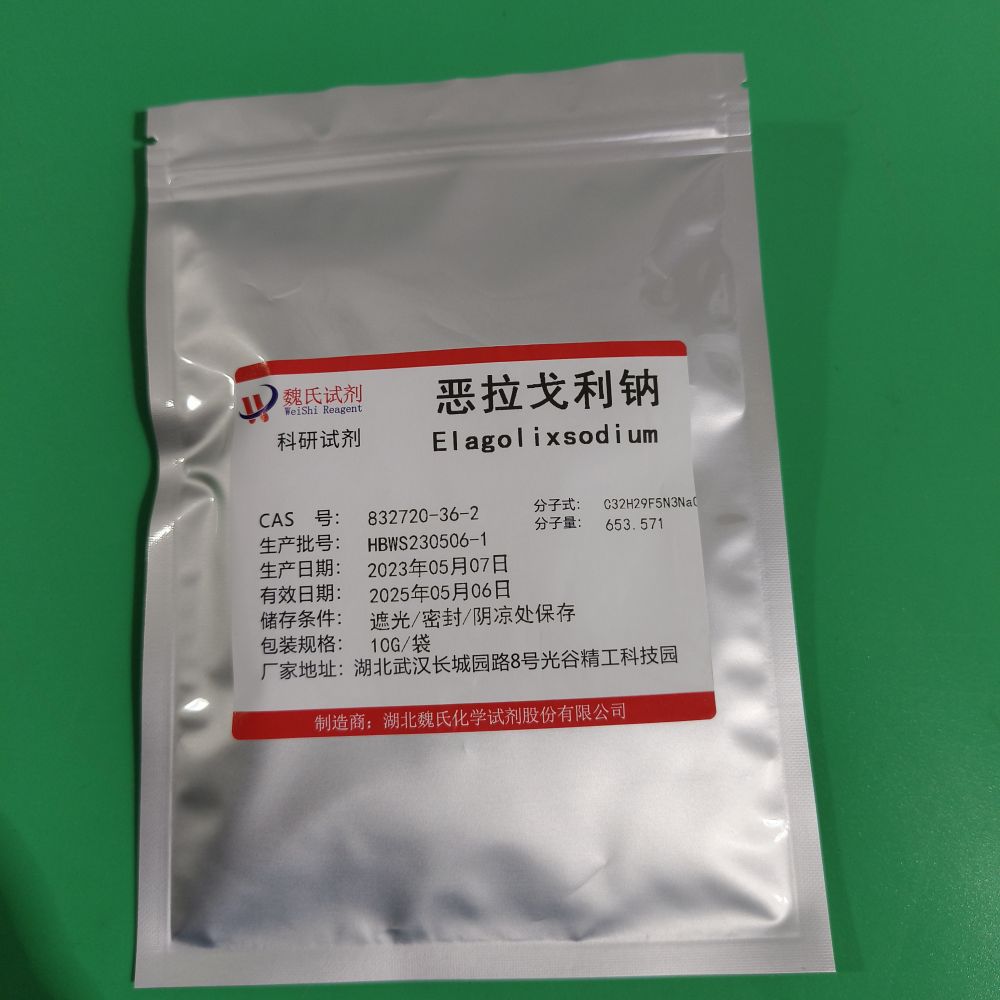 魏氏试剂
WeiShi Reagent
科研试剂
恶拉戈利钠
Elagolixsodium
分子式: C32H29F5N3NaO
分子量: 653.571
CAS 号: 832720-36-2
生产批号: HBWS230506-1
生产日期: 2023年05月07日
有效日期: 2025年05月06日
储存条件: 遮光/密封/阴凉处保存
包装规格: 10G/袋
厂家地址: 湖北武汉长城园路8号光谷精工科技园
制造商: 湖北魏氏化学试剂股份有限公司